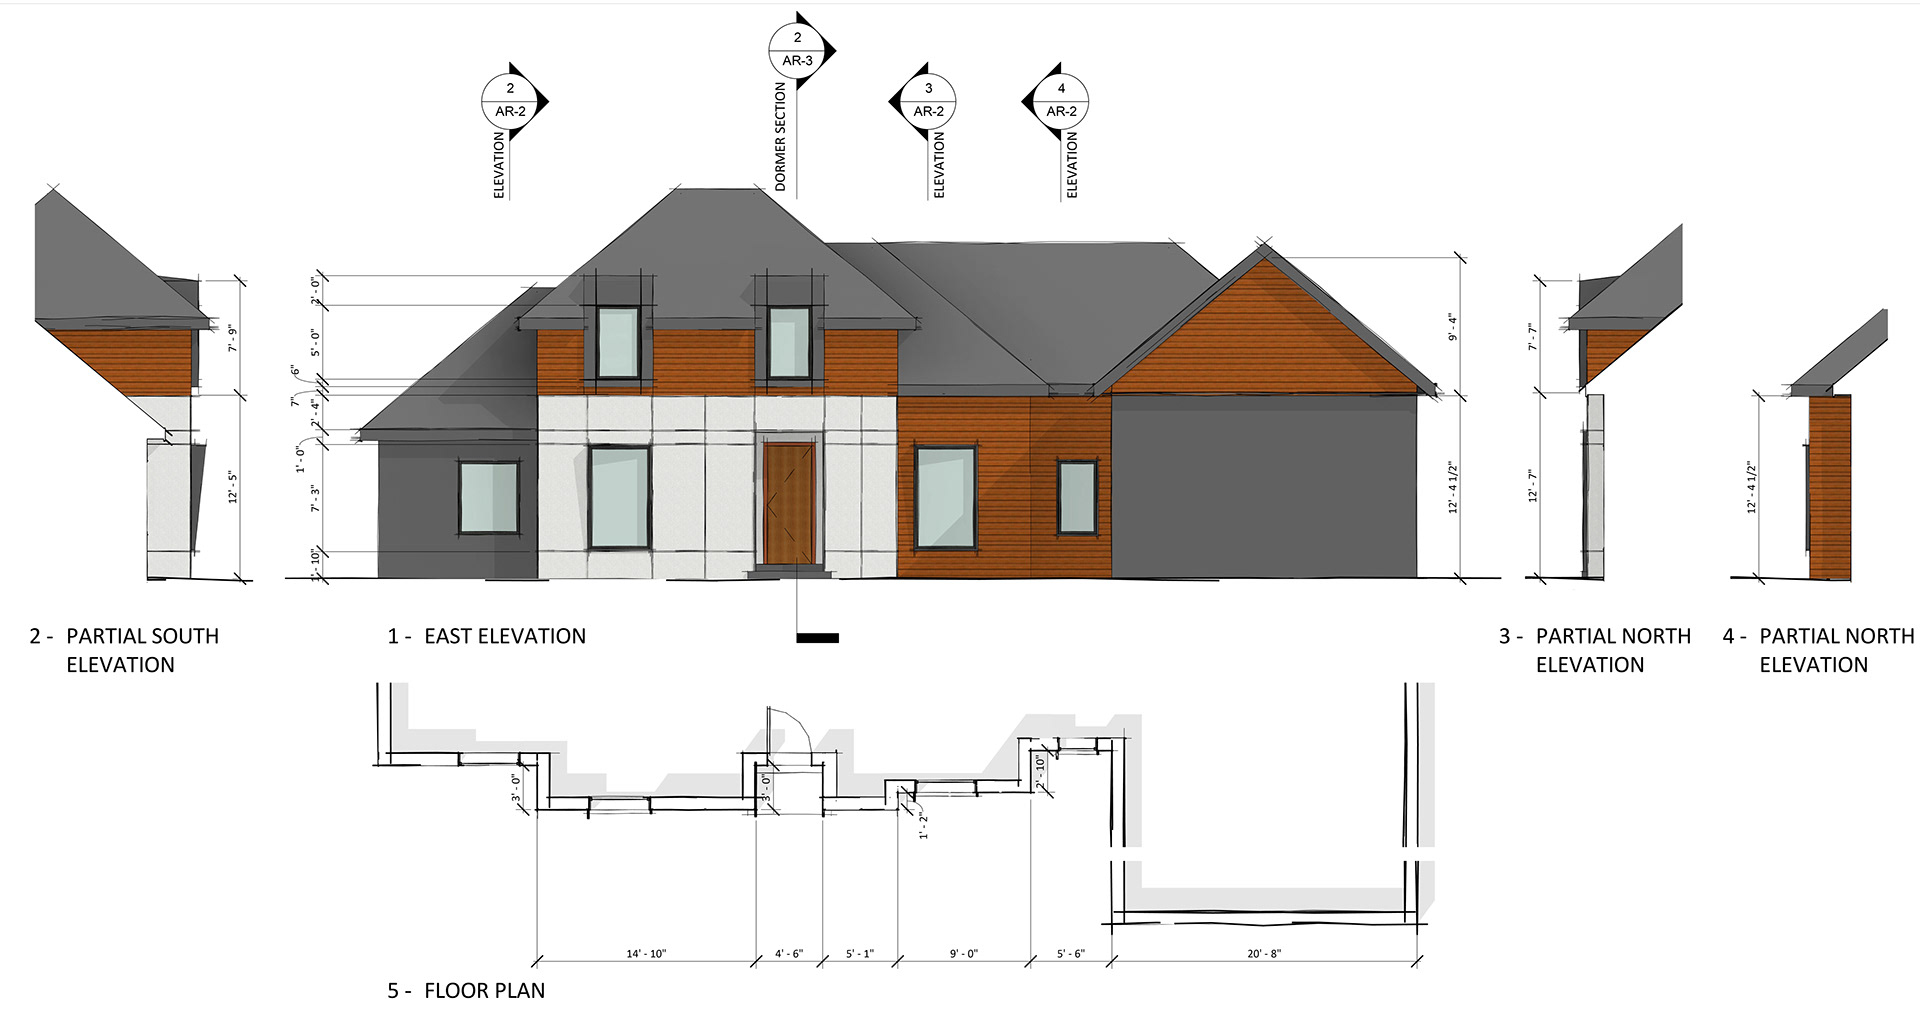 2
AR-3
DORMER SECTION
2
AR-2
ELEVATION
3
AR-2
ELEVATION
4
AR-2
ELEVATION
7' - 9"
12' - 5"
2' - 0"
5' - 0"
6"
7"
2' - 4"
1' - 0"
7' - 3"
1' - 10"
9' - 4"
12' - 4 1/2"
7' - 7"
12' - 7"
12' - 4 1/2"
2 - PARTIAL SOUTH
ELEVATION
1 - EAST ELEVATION
3 - PARTIAL NORTH
ELEVATION
4 - PARTIAL NORTH
ELEVATION
3' - 0"
3' - 0"
1' - 2"
2' - 10"
14' - 10"
4' - 6"
5' - 1"
9' - 0"
5' - 6"
20' - 8"
5 - FLOOR PLAN